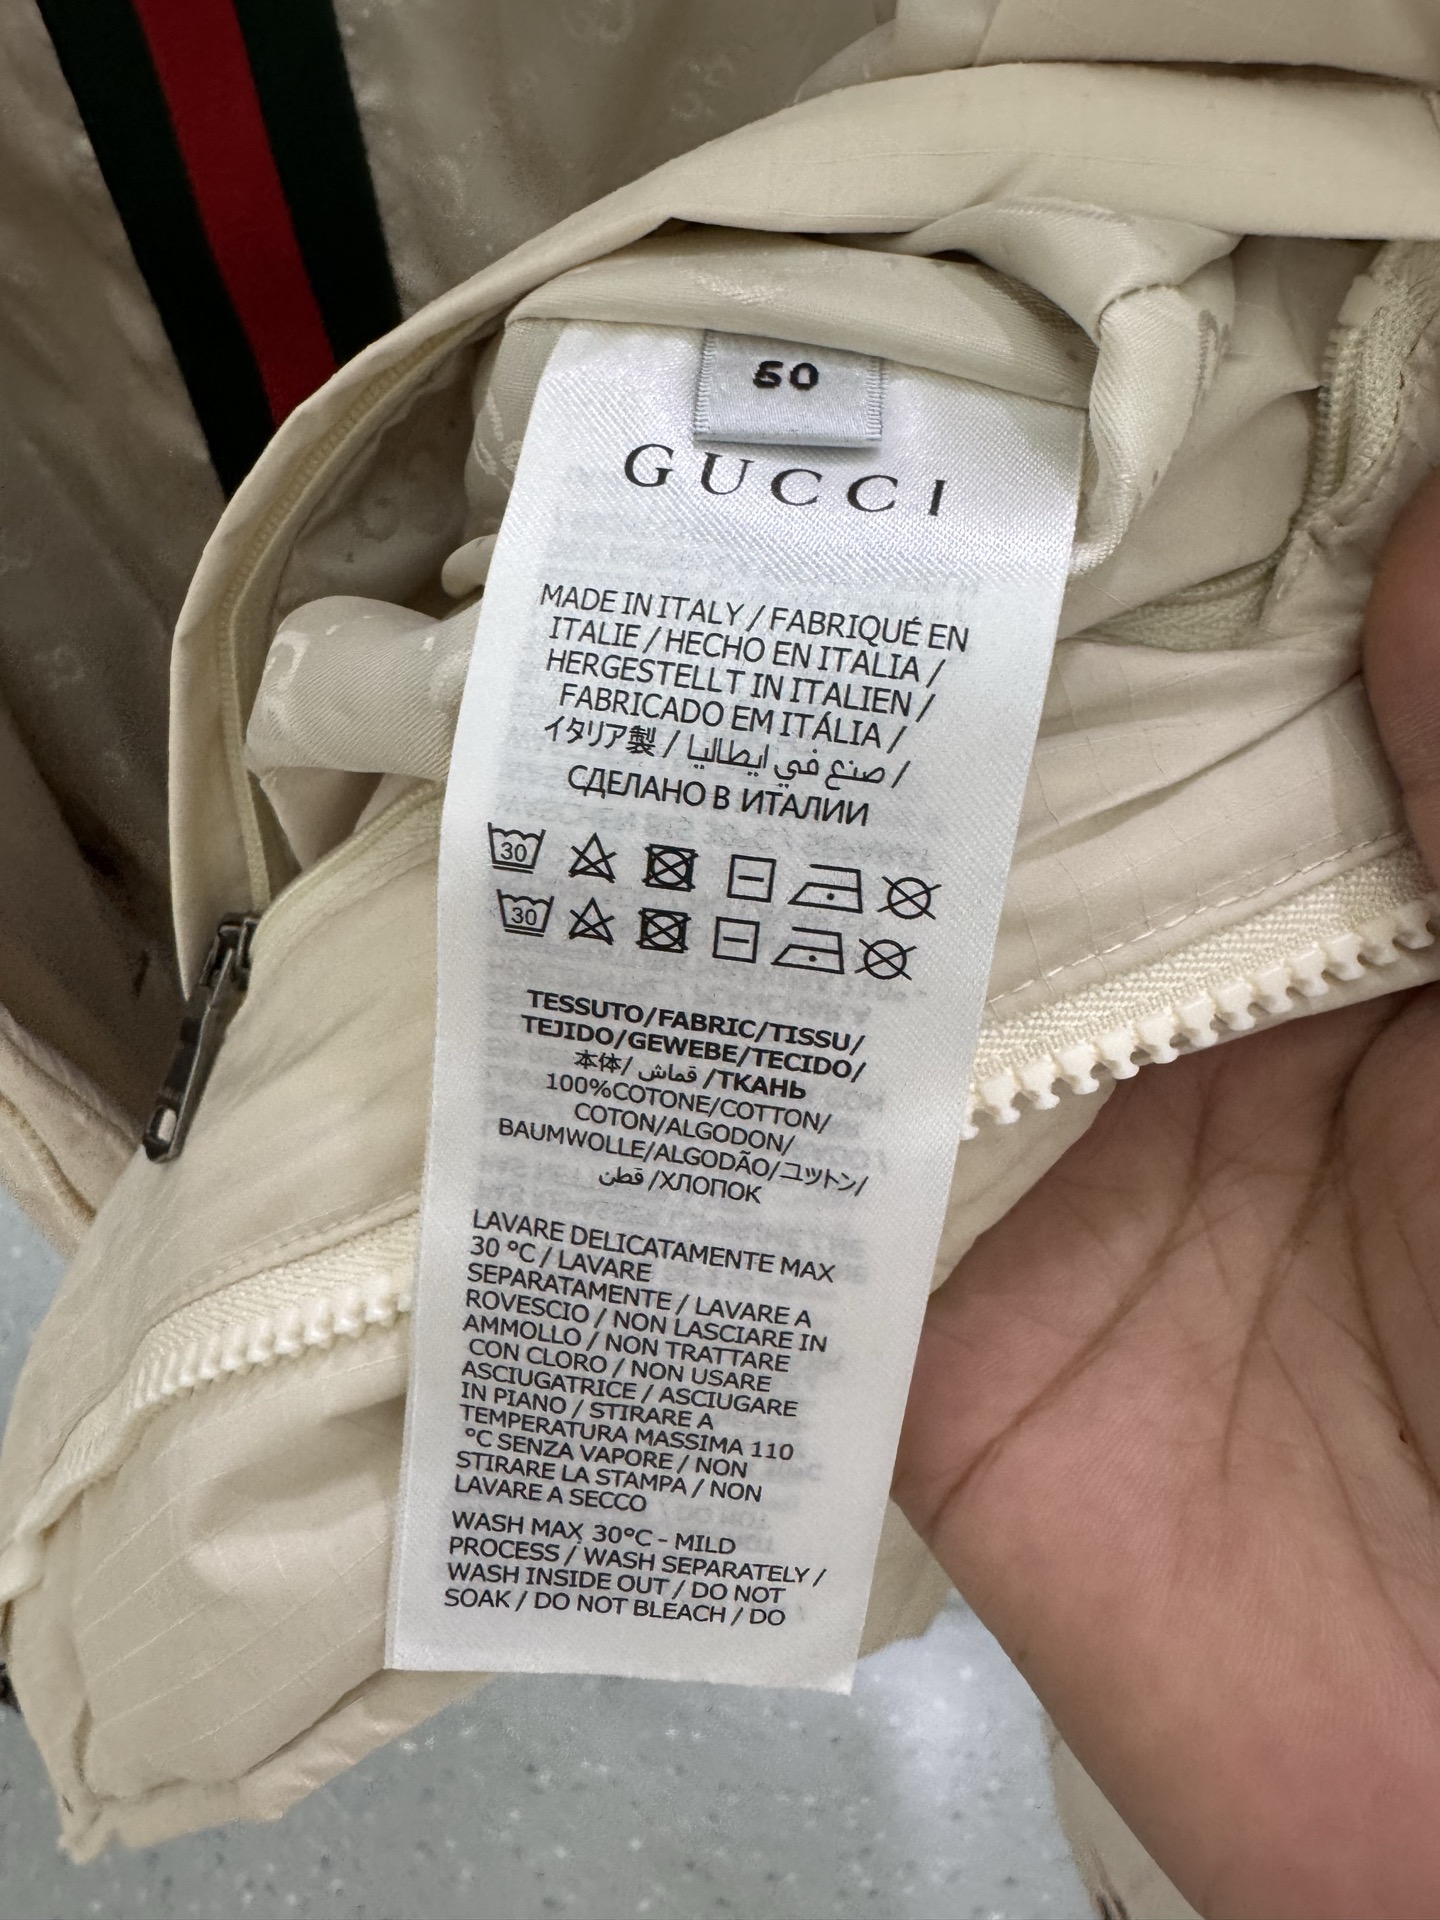 50
GUCCI
MADE IN ITALY / FABRIQUÉ EN
ITALIE / HECHO EN ITALIA /
HERGESTELLT IN ITALIEN /
FABRICADO EM ITÁLIA /
イタリア製 / صنع في ايطاليا /
СДЕЛАНО В ИТАЛИИ
30
30
TESSUTO/FABRIC/TISSU/
TEJIDO/GEWEBE/TECIDO/
本体/ قماش /ТКАНЬ
100%COTONE/COTTON/
COTON/ALGODON/
BAUMWOLLE/ALGODÃO/ユットン/
قطن /ХЛОПОК
LAVARE DELICATAMENTE MAX
30 °C / LAVARE
SEPARATAMENTE / LAVARE A
ROVESCIO / NON LASCIARE IN
AMMOLLO / NON TRATTARE
CON CLORO / NON USARE
ASCIUGATRICE / ASCIUGARE
IN PIANO / STIRARE A
TEMPERATURA MASSIMA 110
°C SENZA VAPORE / NON
STIRARE LA STAMPA / NON
LAVARE A SECCO
WASH MAX 30°C - MILD
PROCESS / WASH SEPARATELY /
WASH INSIDE OUT / DO NOT
SOAK / DO NOT BLEACH / DO